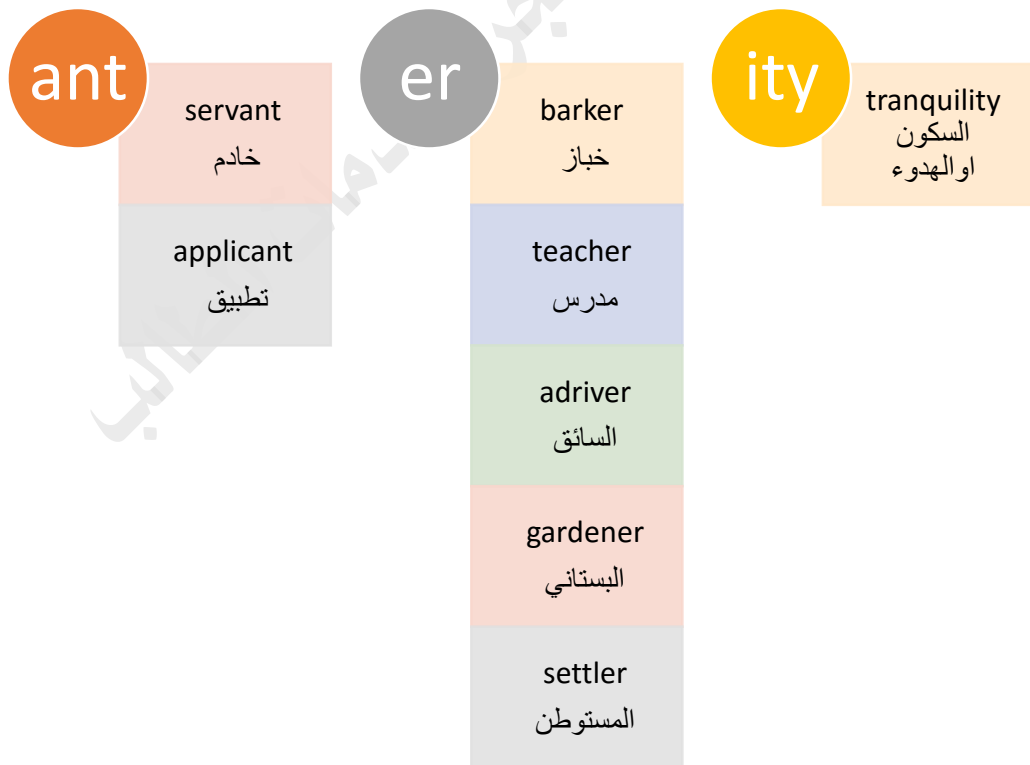 ant
servant
خادم
applicant
تطبيق
er
barker
خباز
teacher
مدرس
adriver
السائق
gardener
البستاني
settler
المستوطن
ity
tranquility
السكون
اوالهدوء